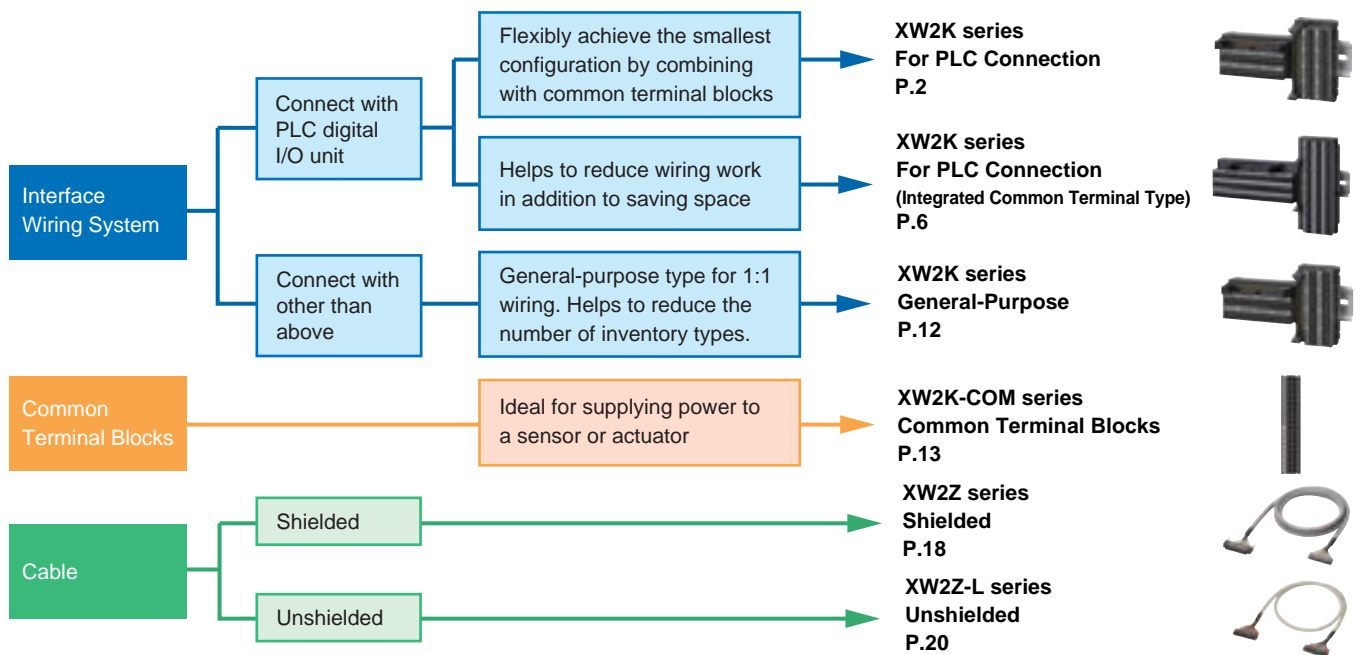 Interface
Wiring System
Connect with
PLC digital
I/O unit
Flexibly achieve the smallest
configuration by combining
with common terminal blocks
XW2K series
For PLC Connection
P.2
Helps to reduce wiring work
in addition to saving space
XW2K series
For PLC Connection
(Integrated Common Terminal Type)
P.6
Connect with
other than
above
General-purpose type for 1:1
wiring. Helps to reduce the
number of inventory types.
XW2K series
General-Purpose
P.12
Common
Terminal Blocks
Ideal for supplying power to
a sensor or actuator
XW2K-COM series
Common Terminal Blocks
P.13
Cable
Shielded
XW2Z series
Shielded
P.18
Unshielded
XW2Z-L series
Unshielded
P.20